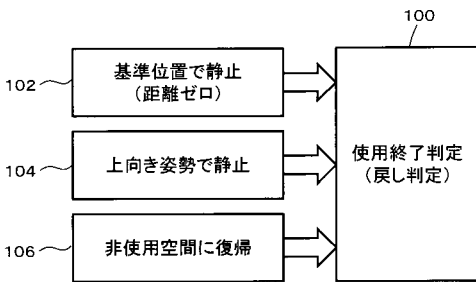 100
102
基準位置で静止
(距離ゼロ)
104
上向き姿勢で静止
使用終了判定
(戻し判定)
106
非使用空間に復帰